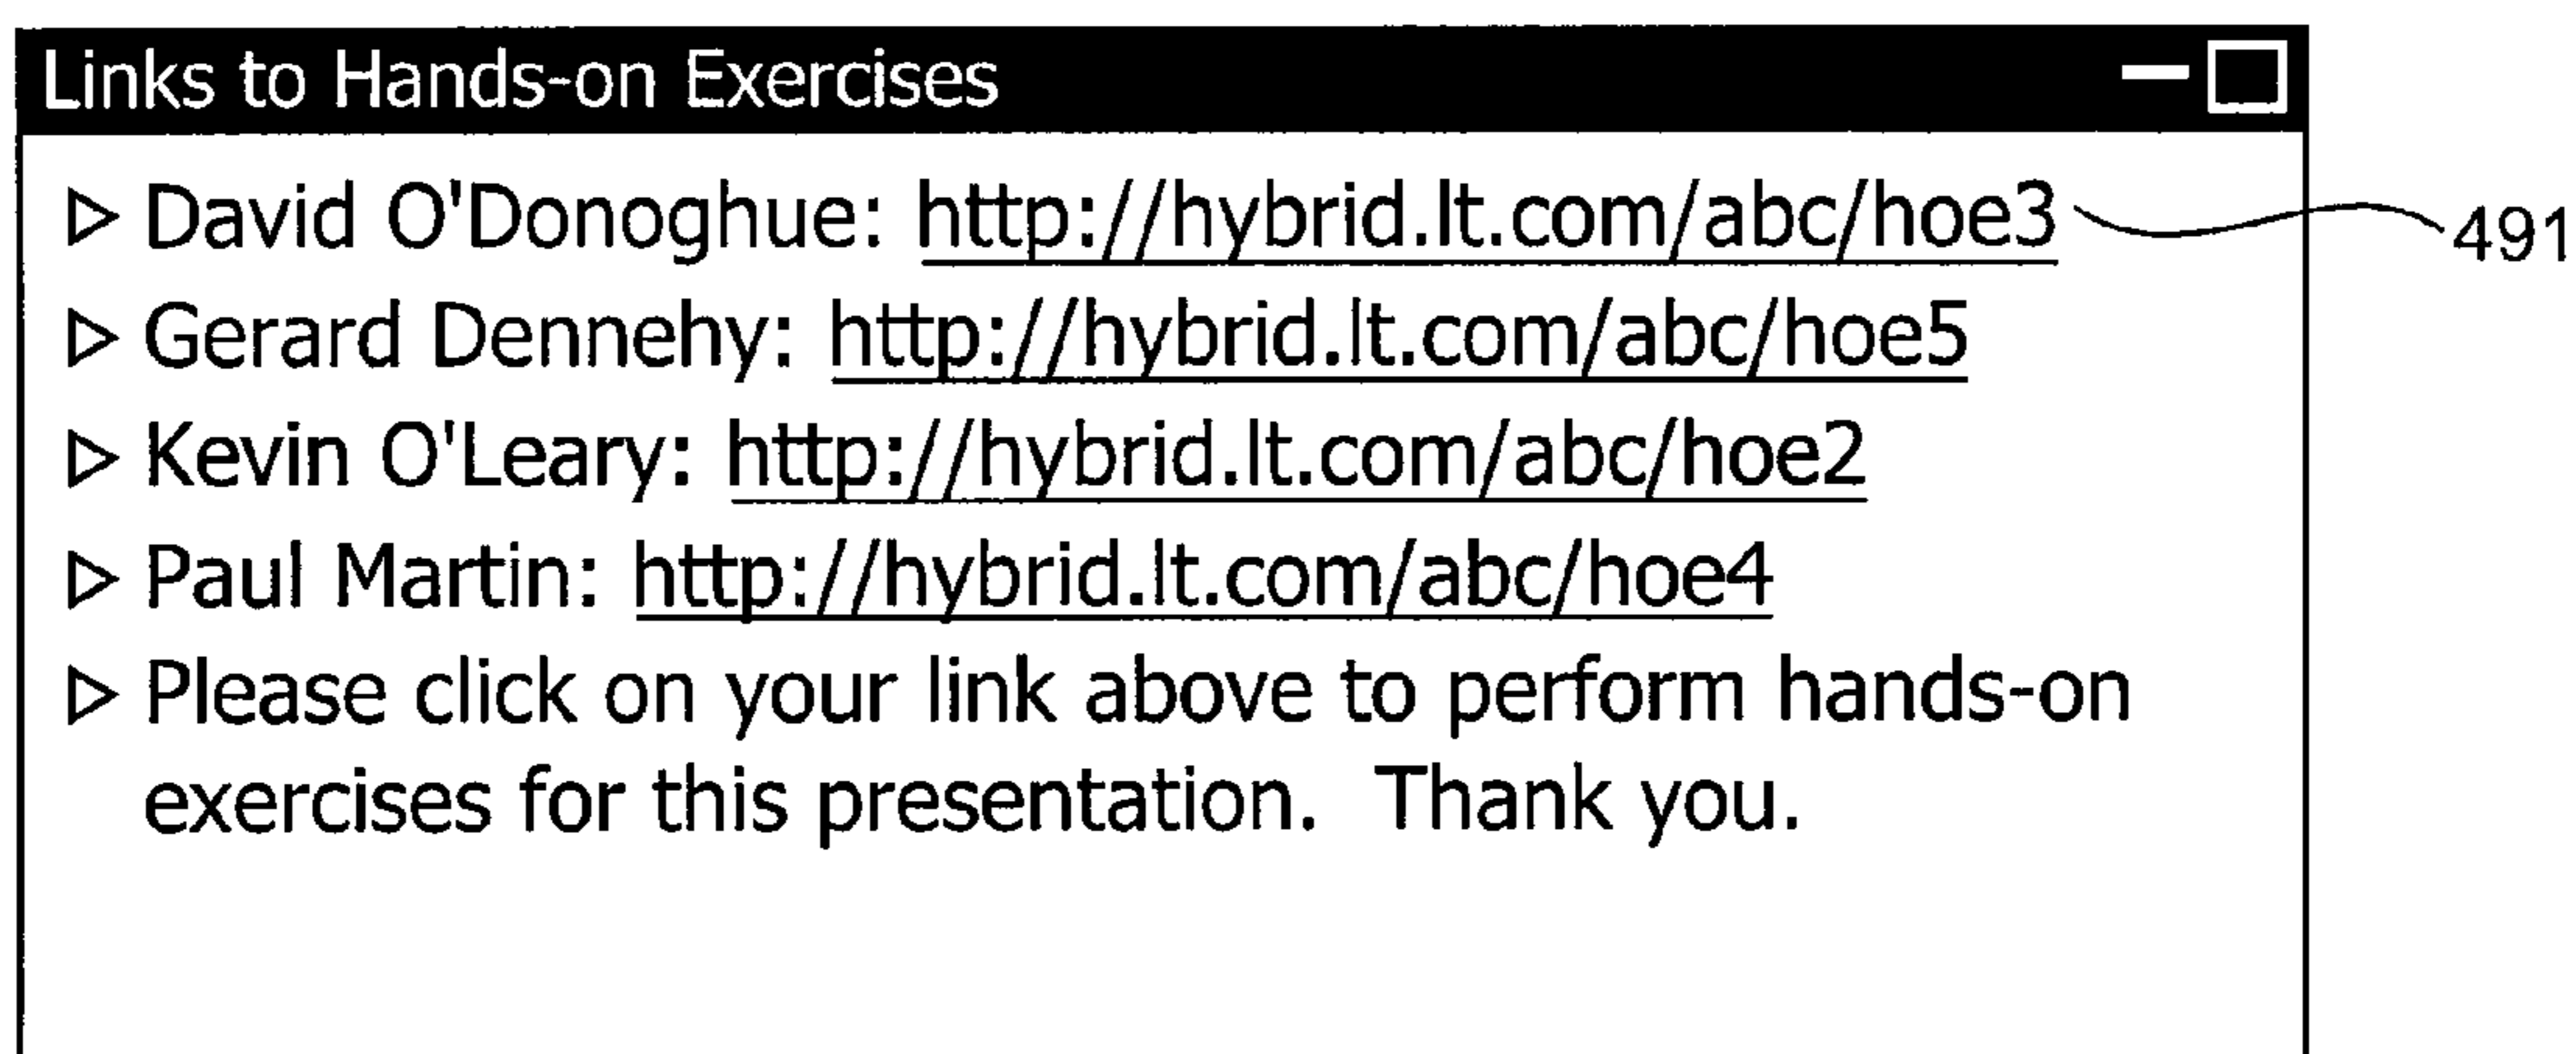 Links to Hands-on Exercises
▷ David O'Donoghue: http://hybrid.lt.com/abc/hoe3
491
▷ Gerard Dennehy: http://hybrid.lt.com/abc/hoe5
▷ Kevin O'Leary: http://hybrid.lt.com/abc/hoe2
▷ Paul Martin: http://hybrid.lt.com/abc/hoe4
▷ Please click on your link above to perform hands-on
exercises for this presentation.  Thank you.